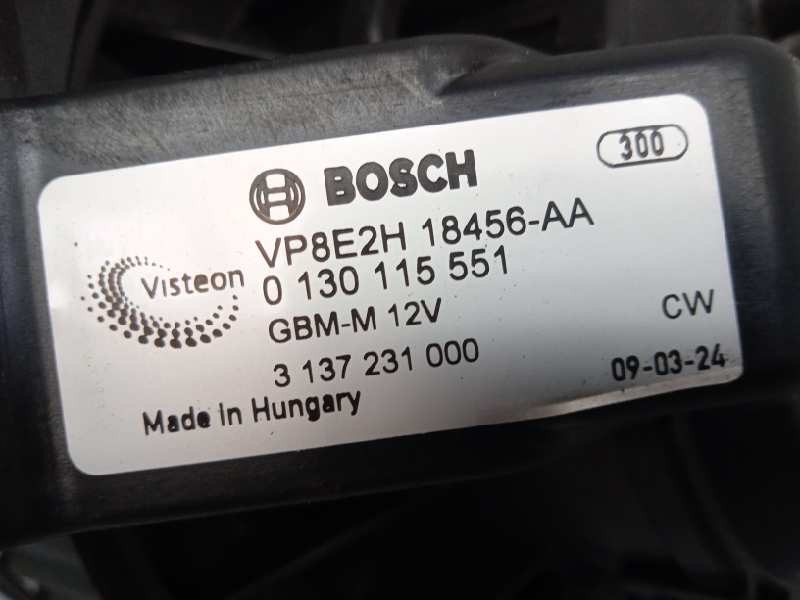 300
BOSCH
VP8E2H 18456-AA
Visteon
0 130 115 551
GBM-M 12V
CW
3 137 231 000
09-03-24
Made in Hungary